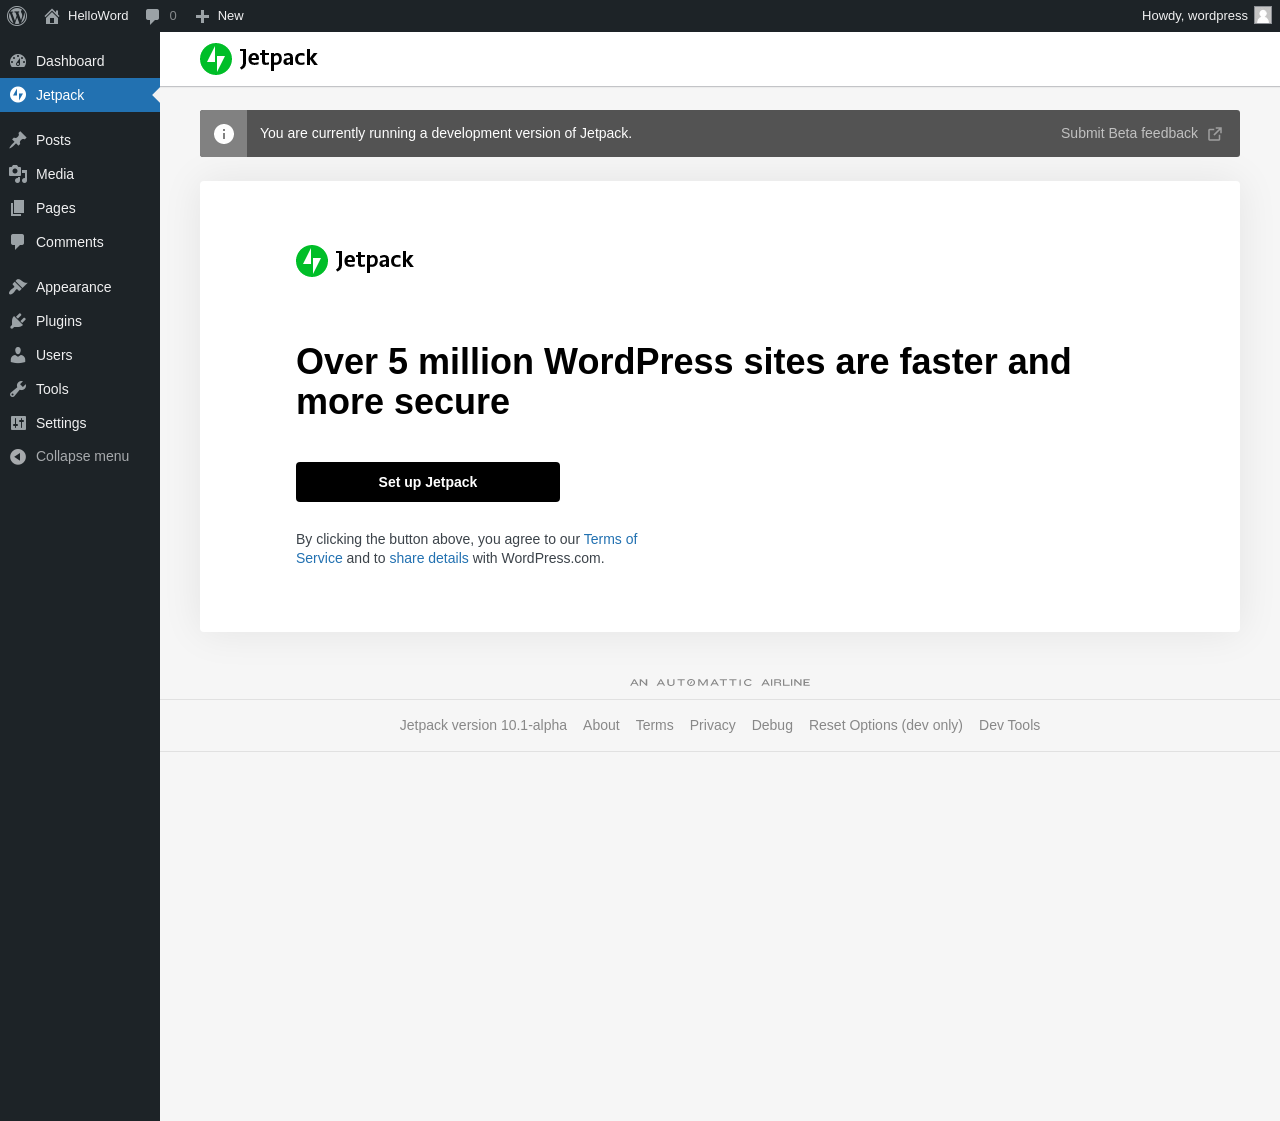 HelloWord 0 New Howdy, wordpress
Dashboard
Jetpack
Posts
Media
Pages
Comments
Appearance
Plugins
Users
Tools
Settings
Collapse menu
Jetpack
You are currently running a development version of Jetpack. Submit Beta feedback
Jetpack
Over 5 million WordPress sites are faster and
more secure
Set up Jetpack
By clicking the button above, you agree to our Terms of
Service and to share details with WordPress.com.
AN AUTOMATTIC AIRLINE
Jetpack version 10.1-alpha About Terms Privacy Debug Reset Options (dev only) Dev Tools